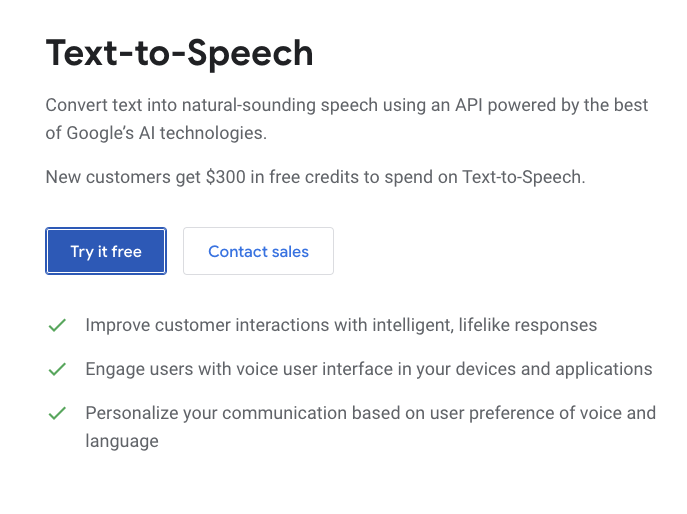 Text-to-Speech
Convert text into natural-sounding speech using an API powered by the best
of Google’s AI technologies.
New customers get $300 in free credits to spend on Text-to-Speech.
Try it free
Contact sales
Improve customer interactions with intelligent, lifelike responses
Engage users with voice user interface in your devices and applications
Personalize your communication based on user preference of voice and
language